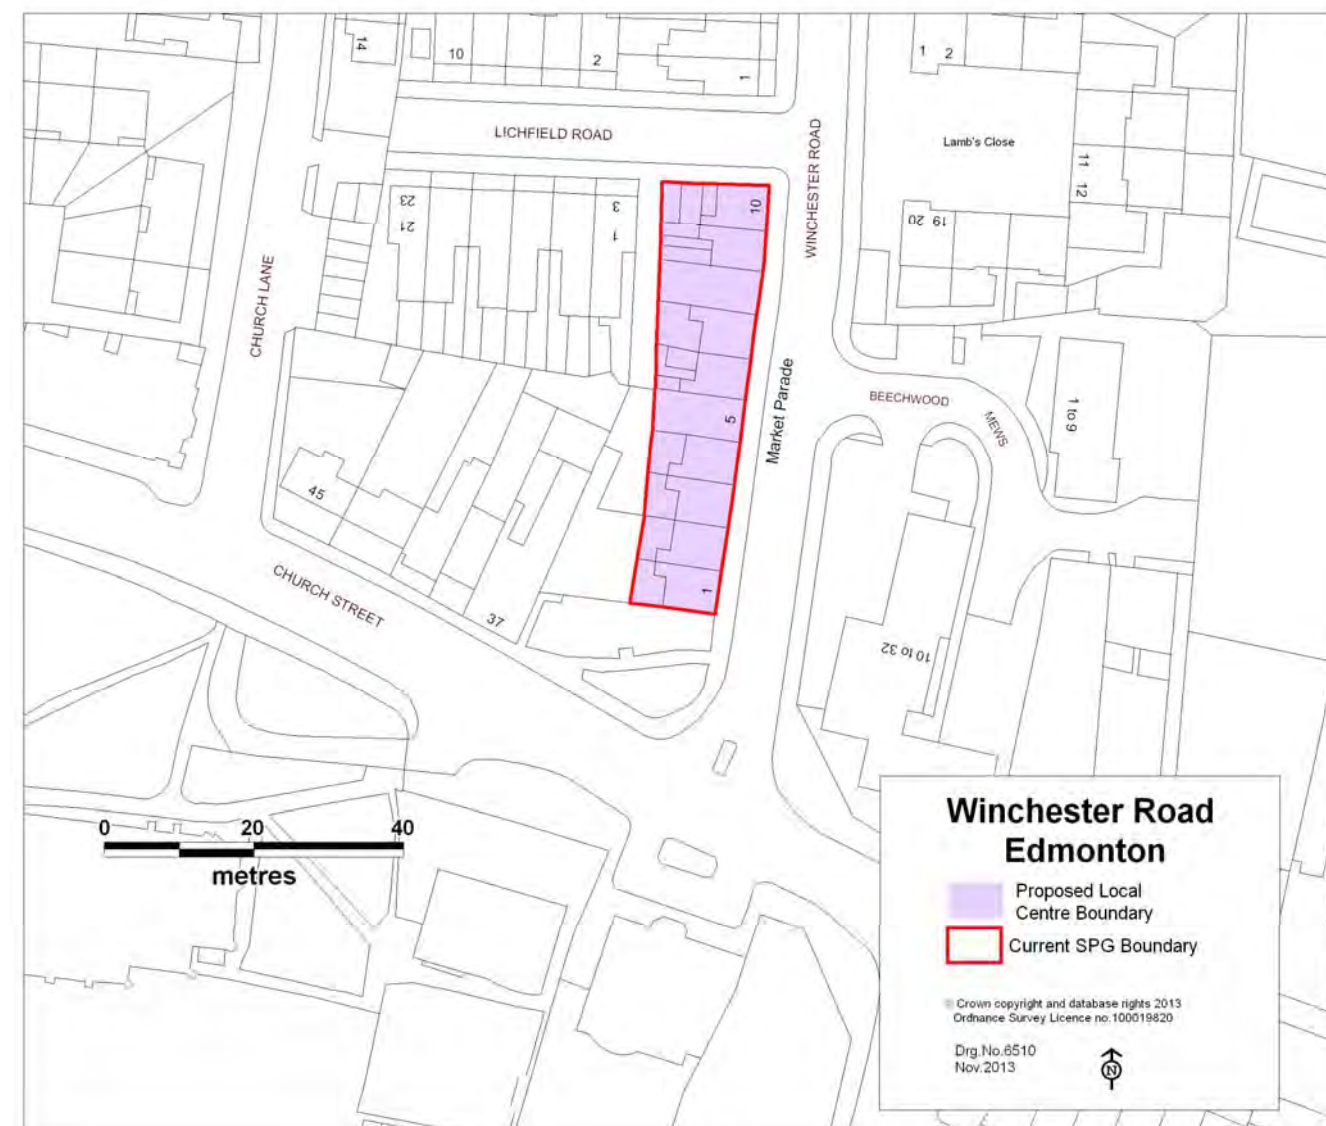 14
10
2
1
1 2
LICHFIELD ROAD
WINCHESTER ROAD
Lamb's Close
11
12
23
21
3
1
10
20 19
CHURCH LANE
Market Parade
BEECHWOOD
MEWS
1 to 9
5
45
CHURCH STREET
37
1
10 to 32
0 20 40
metres
Winchester Road
Edmonton
Proposed Local
Centre Boundary
Current SPG Boundary
© Crown copyright and database rights 2013
Ordnance Survey Licence no.100019820
Drg.No.6510
Nov.2013
N